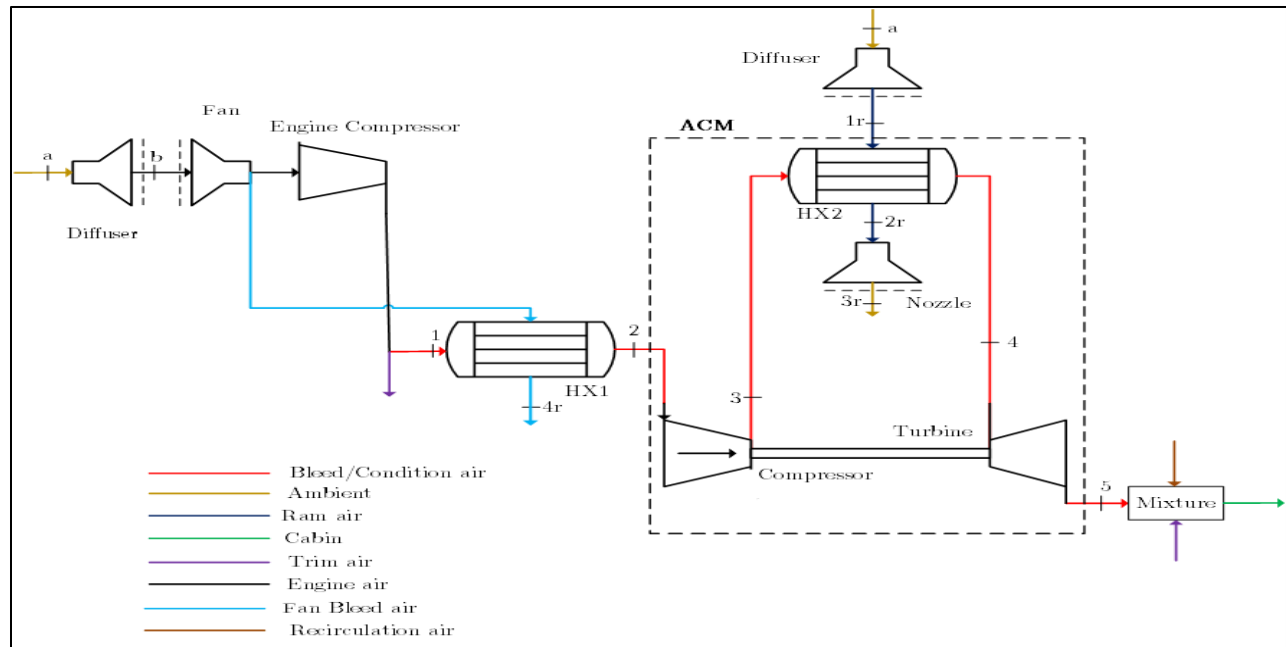 a
Diffuser
Fan
Engine Compressor
1r
ACM
a
b
HX2
2r
Diffuser
3r
Nozzle
1
2
4
HX1
3
4r
Turbine
Compressor
5
Mixture
Bleed/Condition air
Ambient
Ram air
Cabin
Trim air
Engine air
Fan Bleed air
Recirculation air